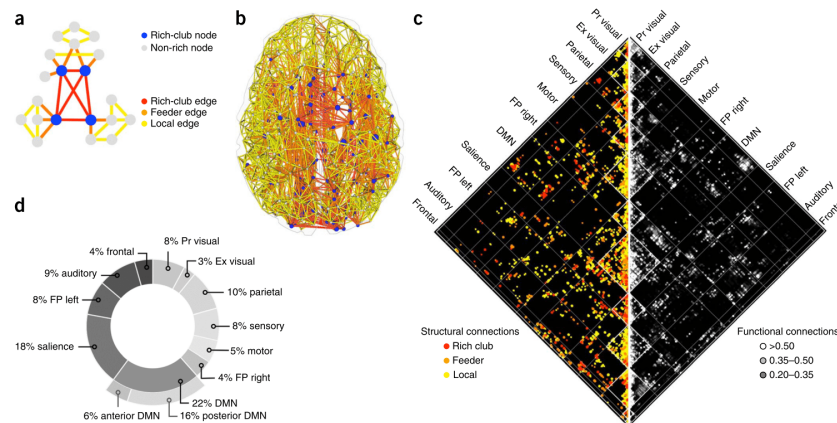 a
Rich-club node
Non-rich node
Rich-club edge
Feeder edge
Local edge
b
c
Pr visual
Ex visual
Parietal
Sensory
Motor
FP right
DMN
Salience
FP left
Auditory
Frontal
Pr visual
Ex visual
Parietal
Sensory
Motor
FP right
DMN
Salience
FP left
Auditory
Frontal
Structural connections
Rich club
Feeder
Local
Functional connections
>0.50
0.35–0.50
0.20–0.35
d
4% frontal
8% Pr visual
3% Ex visual
9% auditory
10% parietal
8% FP left
8% sensory
18% salience
5% motor
4% FP right
22% DMN
6% anterior DMN
16% posterior DMN